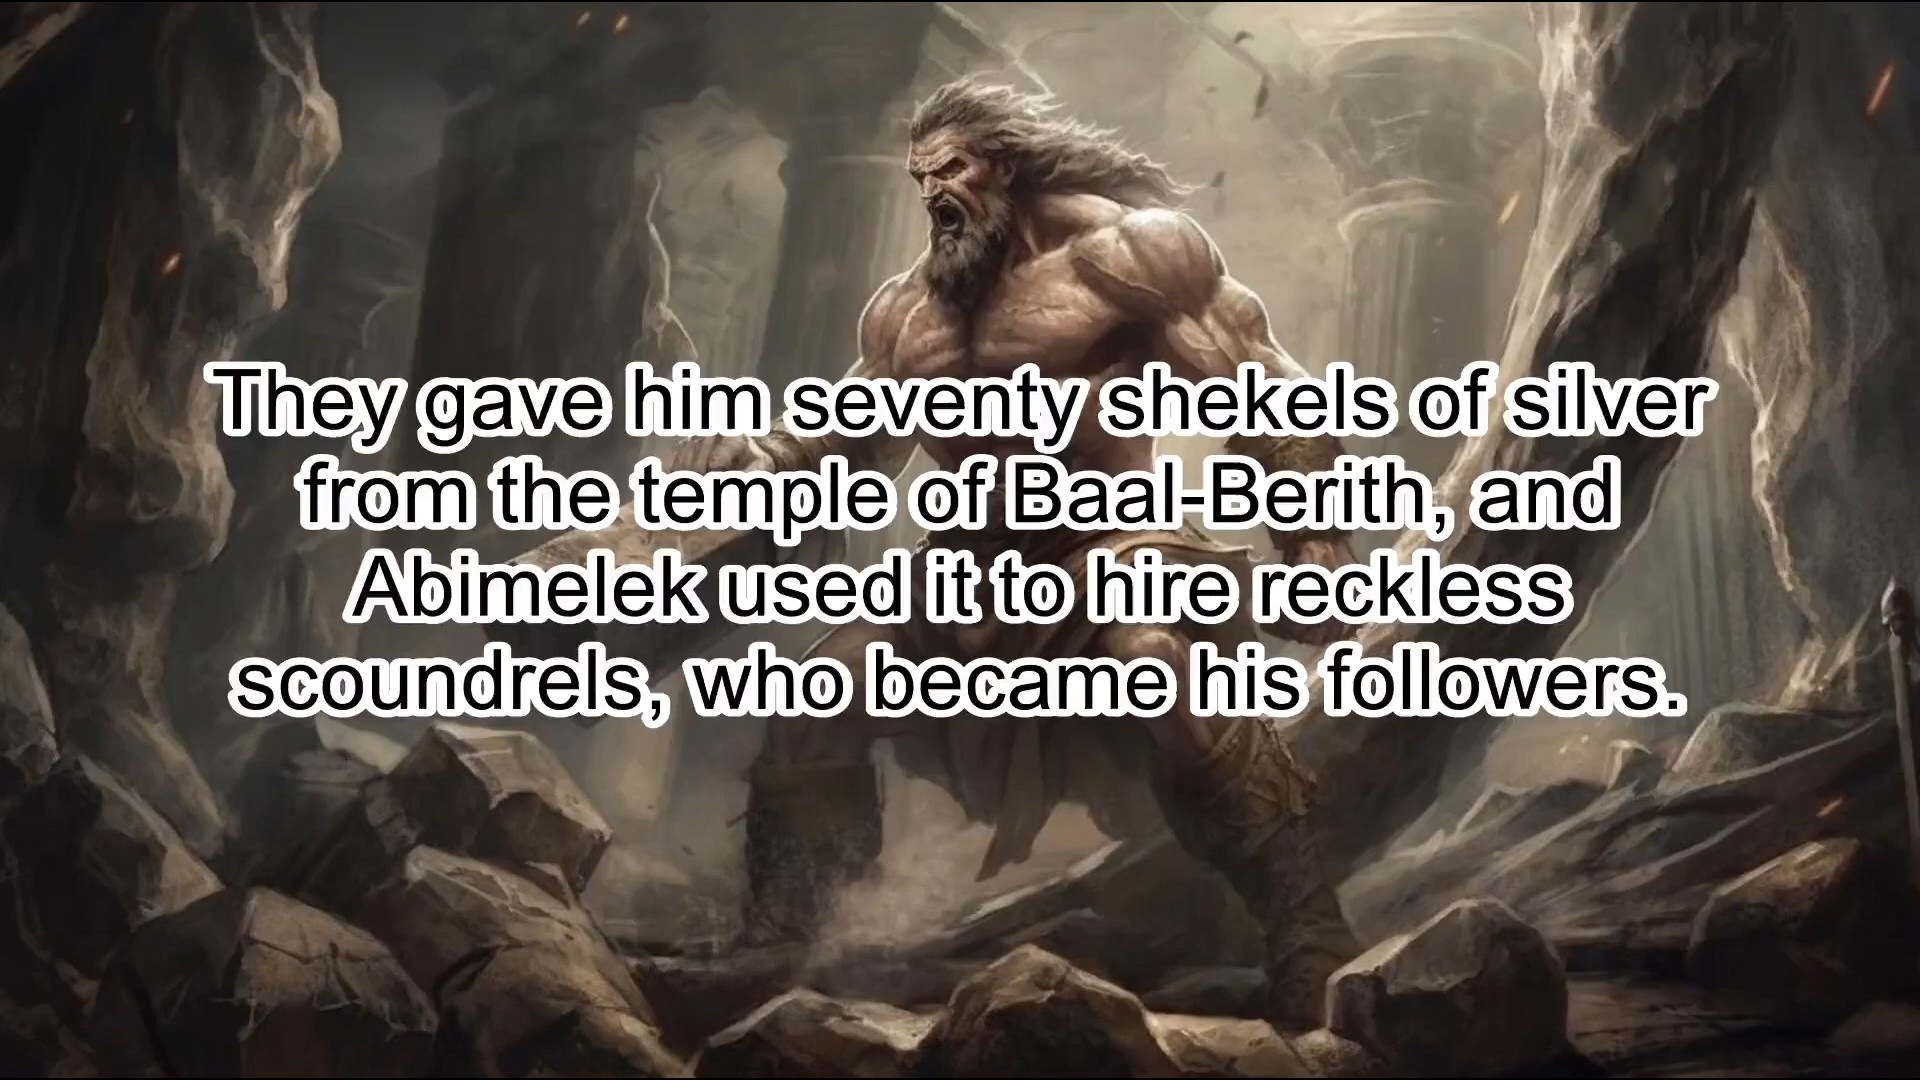 They gave him seventy shekels of silver
from the temple of Baal-Berith, and
Abimelek used it to hire reckless
scoundrels, who became his followers.